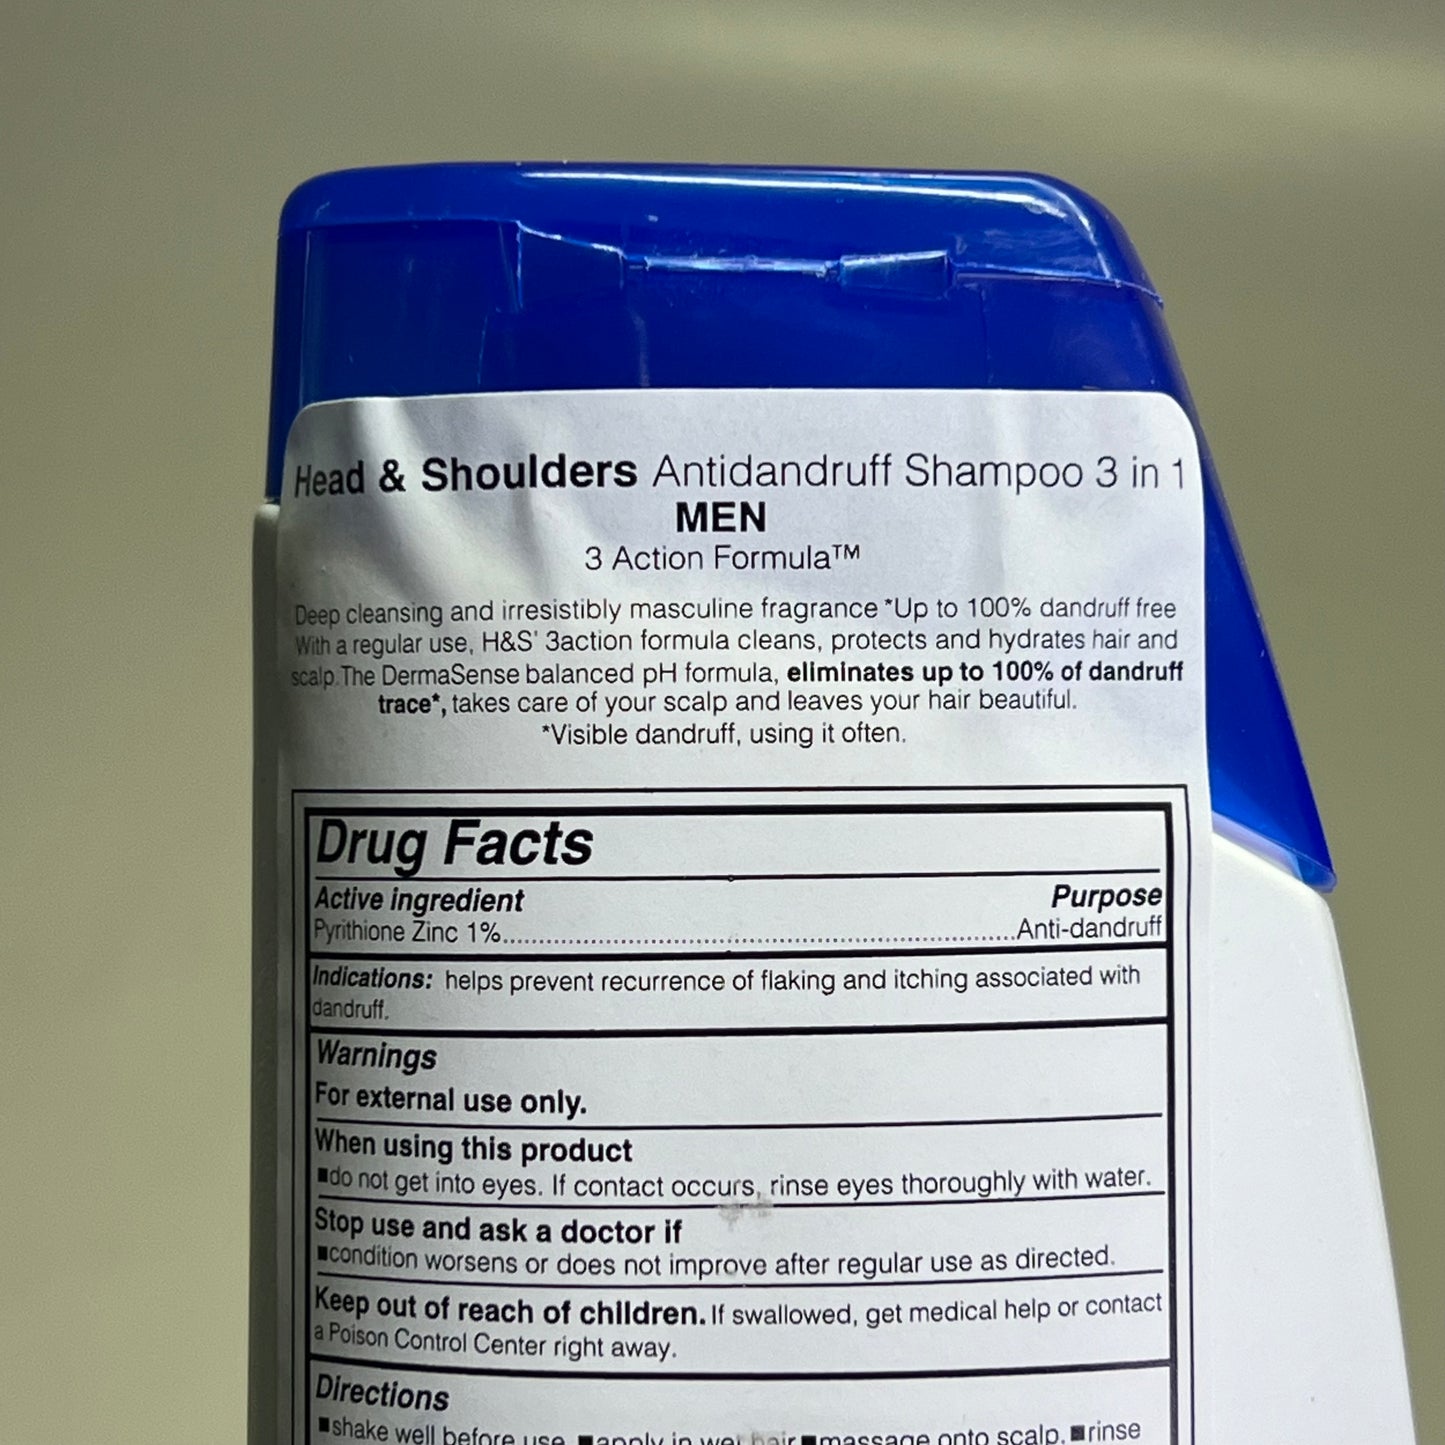 Head & Shoulders Antidandruff Shampoo 3 in 1
MEN
3 Action Formula™
Deep cleansing and irresistibly masculine fragrance *Up to 100% dandruff free
With a regular use, H&S' 3action formula cleans, protects and hydrates hair and
scalp.The DermaSense balanced pH formula, eliminates up to 100% of dandruff
trace*, takes care of your scalp and leaves your hair beautiful.
*Visible dandruff, using it often.
Drug Facts
Active ingredient Purpose
Pyrithione Zinc 1%..........Anti-dandruff
Indications: helps prevent recurrence of flaking and itching associated with
dandruff.
Warnings
For external use only.
When using this product
■do not get into eyes. If contact occurs, rinse eyes thoroughly with water.
Stop use and ask a doctor if
■condition worsens or does not improve after regular use as directed.
Keep out of reach of children. If swallowed, get medical help or contact
a Poison Control Center right away.
Directions
■shake well before use. ■apply in wet hair ■massage onto scalp. ■rinse